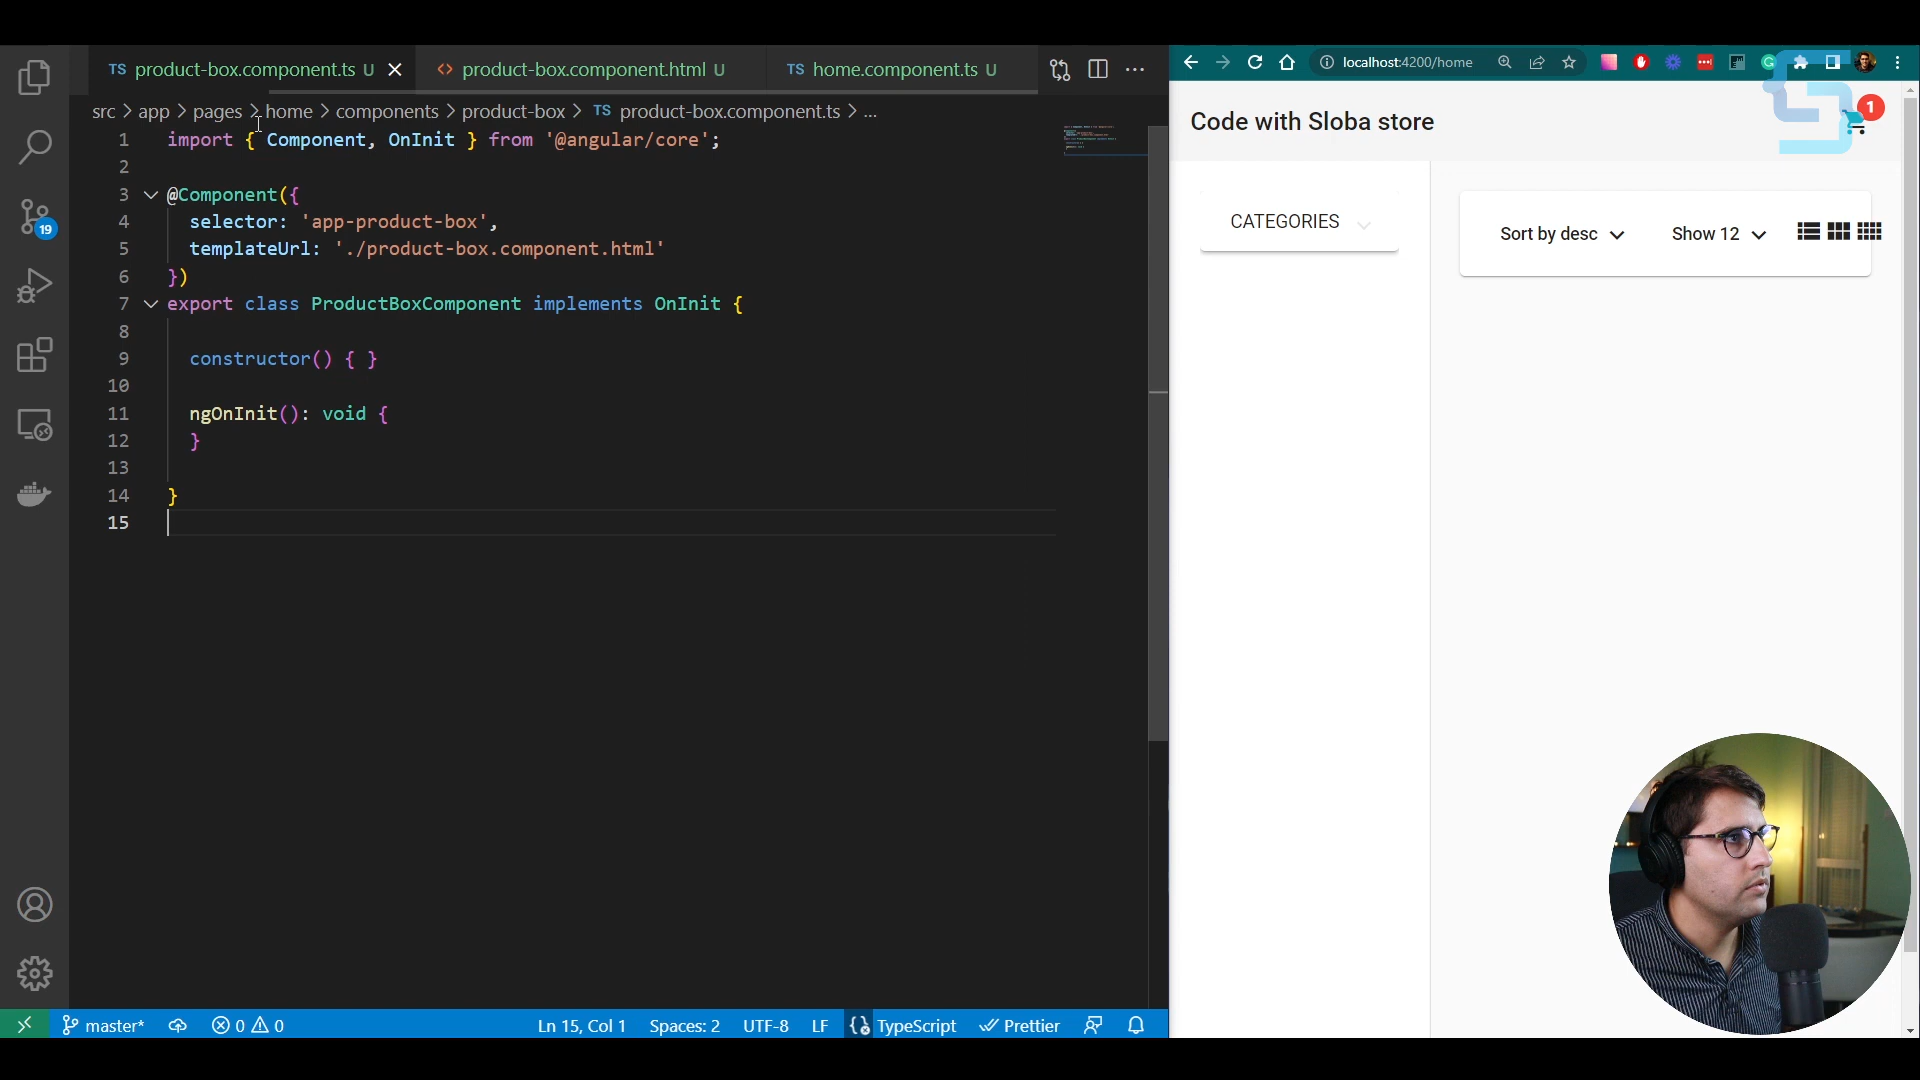 TS product-box.component.ts U
<> product-box.component.html U
TS home.component.ts U
src > app > pages > home > components > product-box > TS product-box.component.ts > ...
1 import { Component, OnInit } from '@angular/core';
2
3 @Component({
4 selector: 'app-product-box',
5 templateUrl: './product-box.component.html'
6 })
7 export class ProductBoxComponent implements OnInit {
8
9 constructor() { }
10
11 ngOnInit(): void {
12 }
13
14 }
15
19
master*
0 0
Ln 15, Col 1
Spaces: 2
UTF-8
LF
TypeScript
Prettier
localhost:4200/home
Code with Sloba store
1
CATEGORIES
Sort by desc
Show 12